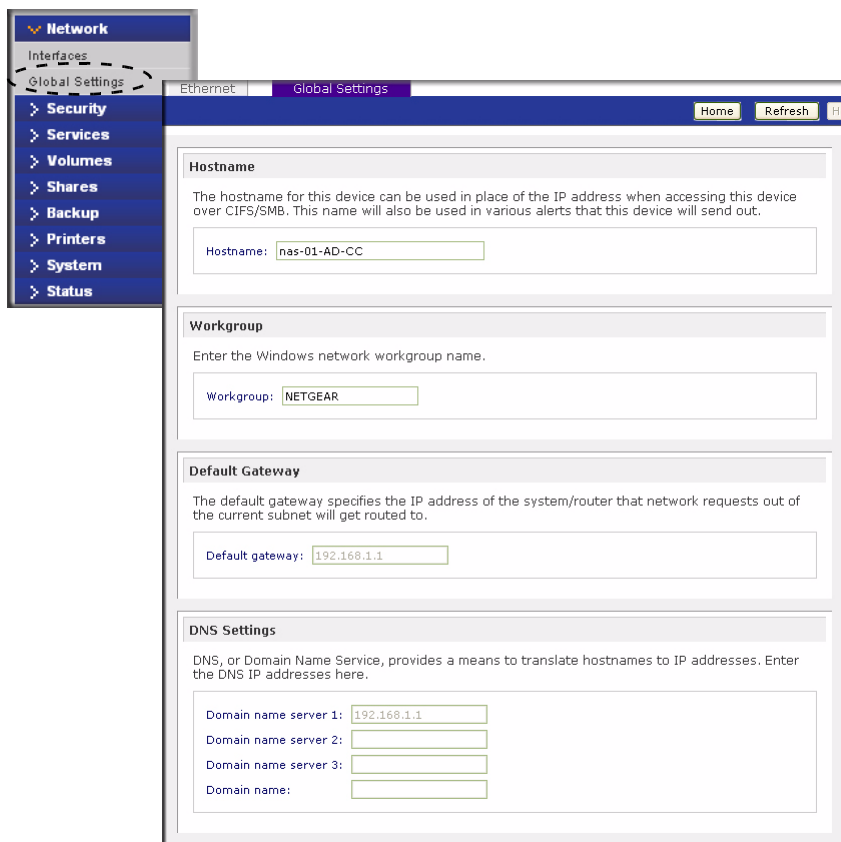 Network
Interfaces
Global Settings
Security
Services
Volumes
Shares
Backup
Printers
System
Status
Ethernet
Global Settings
Home
Refresh
H
Hostname
The hostname for this device can be used in place of the IP address when accessing this device
over CIFS/SMB. This name will also be used in various alerts that this device will send out.
Hostname: nas-01-AD-CC
Workgroup
Enter the Windows network workgroup name.
Workgroup: NETGEAR
Default Gateway
The default gateway specifies the IP address of the system/router that network requests out of
the current subnet will get routed to.
Default gateway: 192.168.1.1
DNS Settings
DNS, or Domain Name Service, provides a means to translate hostnames to IP addresses. Enter
the DNS IP addresses here.
Domain name server 1: 192.168.1.1
Domain name server 2:
Domain name server 3:
Domain name: